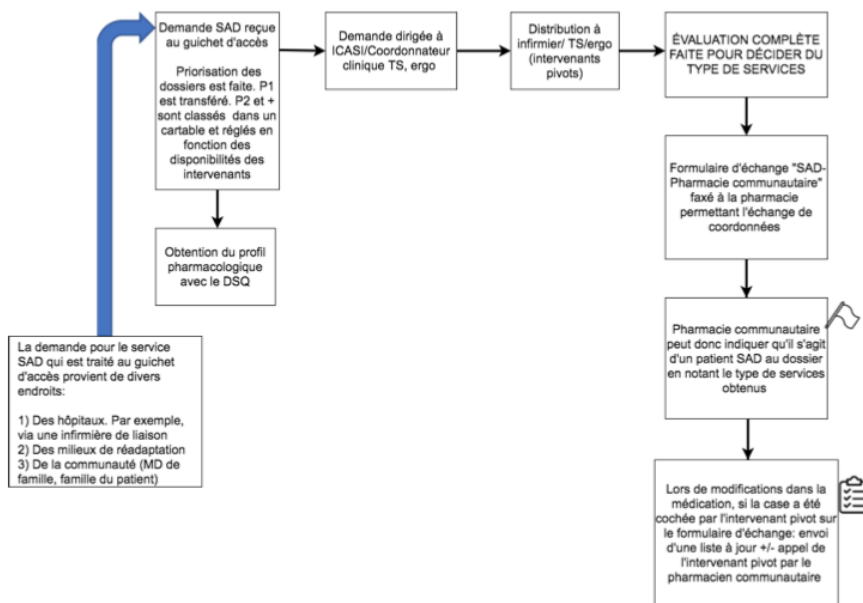 Demande SAD reçue
au guichet d'accès
Priorisation des
dossiers est faite. P1
est transféré. P2 et +
sont classés dans un
cartable et réglés en
fonction des
disponibilités des
intervenants
Demande dirigée à
ICASI/Coordonnateur
clinique TS, ergo
Distribution à
infirmier/ TS/ergo
(intervenants
pivots)
ÉVALUATION COMPLÈTE
FAITE POUR DÉCIDER DU
TYPE DE SERVICES
Obtention du profil
pharmacologique
avec le DSQ
Formulaire d'échange "SAD-
Pharmacie communautaire"
faxé à la pharmacie
permettant l'échange de
coordonnées
Pharmacie communautaire
peut donc indiquer qu'il s'agit
d'un patient SAD au dossier
en notant le type de services
obtenus
La demande pour le service
SAD qui est traité au guichet
d'accès provient de divers
endroits:
1) Des hôpitaux. Par exemple,
via une infirmière de liaison
2) Des milieux de réadaptation
3) De la communauté (MD de
famille, famille du patient)
Lors de modifications dans la
médication, si la case a été
cochée par l'intervenant pivot sur
le formulaire d'échange: envoi
d'une liste à jour +/- appel de
l'intervenant pivot par le
pharmacien communautaire